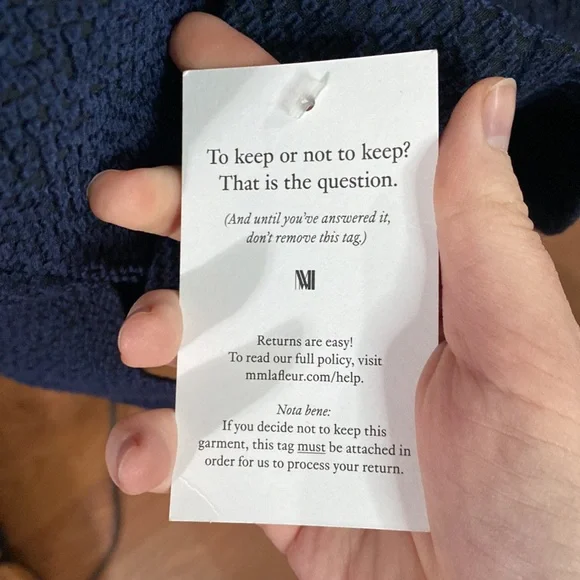 To keep or not to keep?
That is the question.
(And until you've answered it,
don't remove this tag.)
MM
Returns are easy!
To read our full policy, visit
mmlafleur.com/help.
Nota bene:
If you decide not to keep this
garment, this tag must be attached in
order for us to process your return.